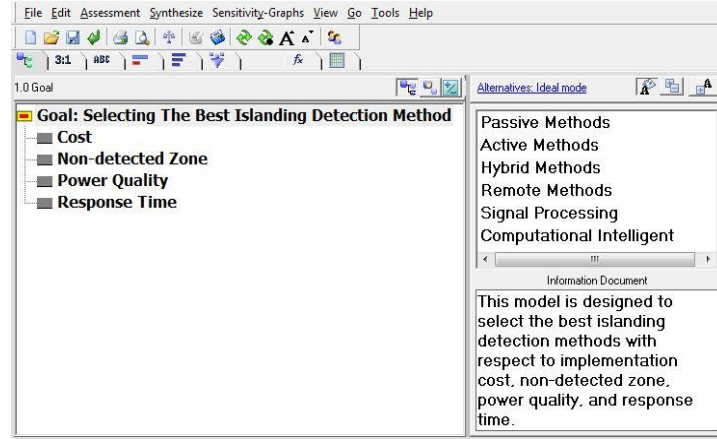 File Edit Assessment Synthesize Sensitivity-Graphs View Go Tools Help
A A
3:1 ABC fx
1.0 Goal
Alternatives: Ideal mode
A A
Goal: Selecting The Best Islanding Detection Method
Cost
Non-detected Zone
Power Quality
Response Time
Passive Methods
Active Methods
Hybrid Methods
Remote Methods
Signal Processing
Computational Intelligent
Information Document
This model is designed to
select the best islanding
detection methods with
respect to implementation
cost, non-detected zone,
power quality, and response
time.